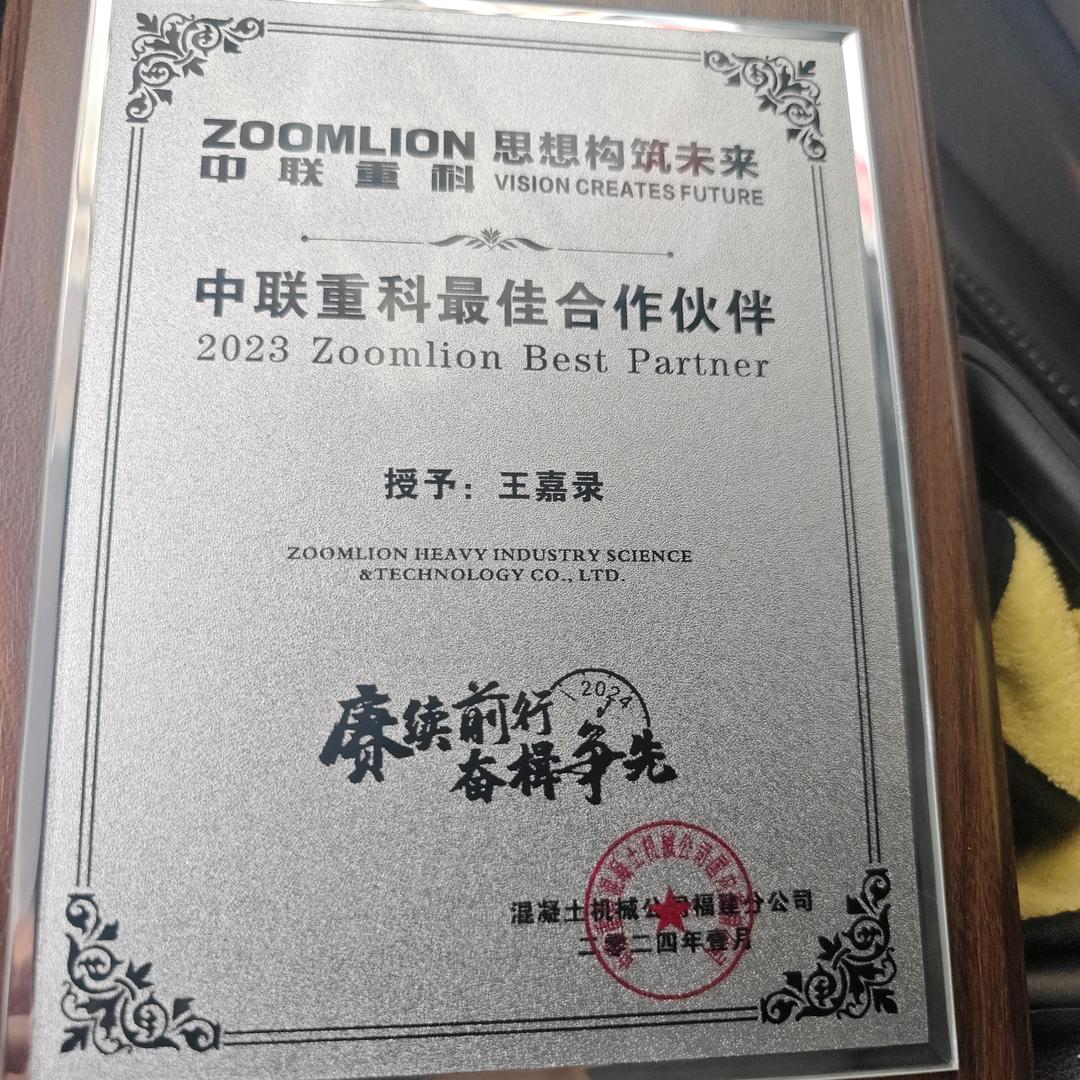 ZOOMLION 思想构筑未来
中联重科 VISION CREATES FUTURE
中联重科最佳合作伙伴
2023 Zoomlion Best Partner
授予：王嘉录
ZOOMLION HEAVY INDUSTRY SCIENCE
&TECHNOLOGY CO., LTD.
2024
赓续前行
奋楫争先
混凝土机械公司福建分公司
二零二四年壹月